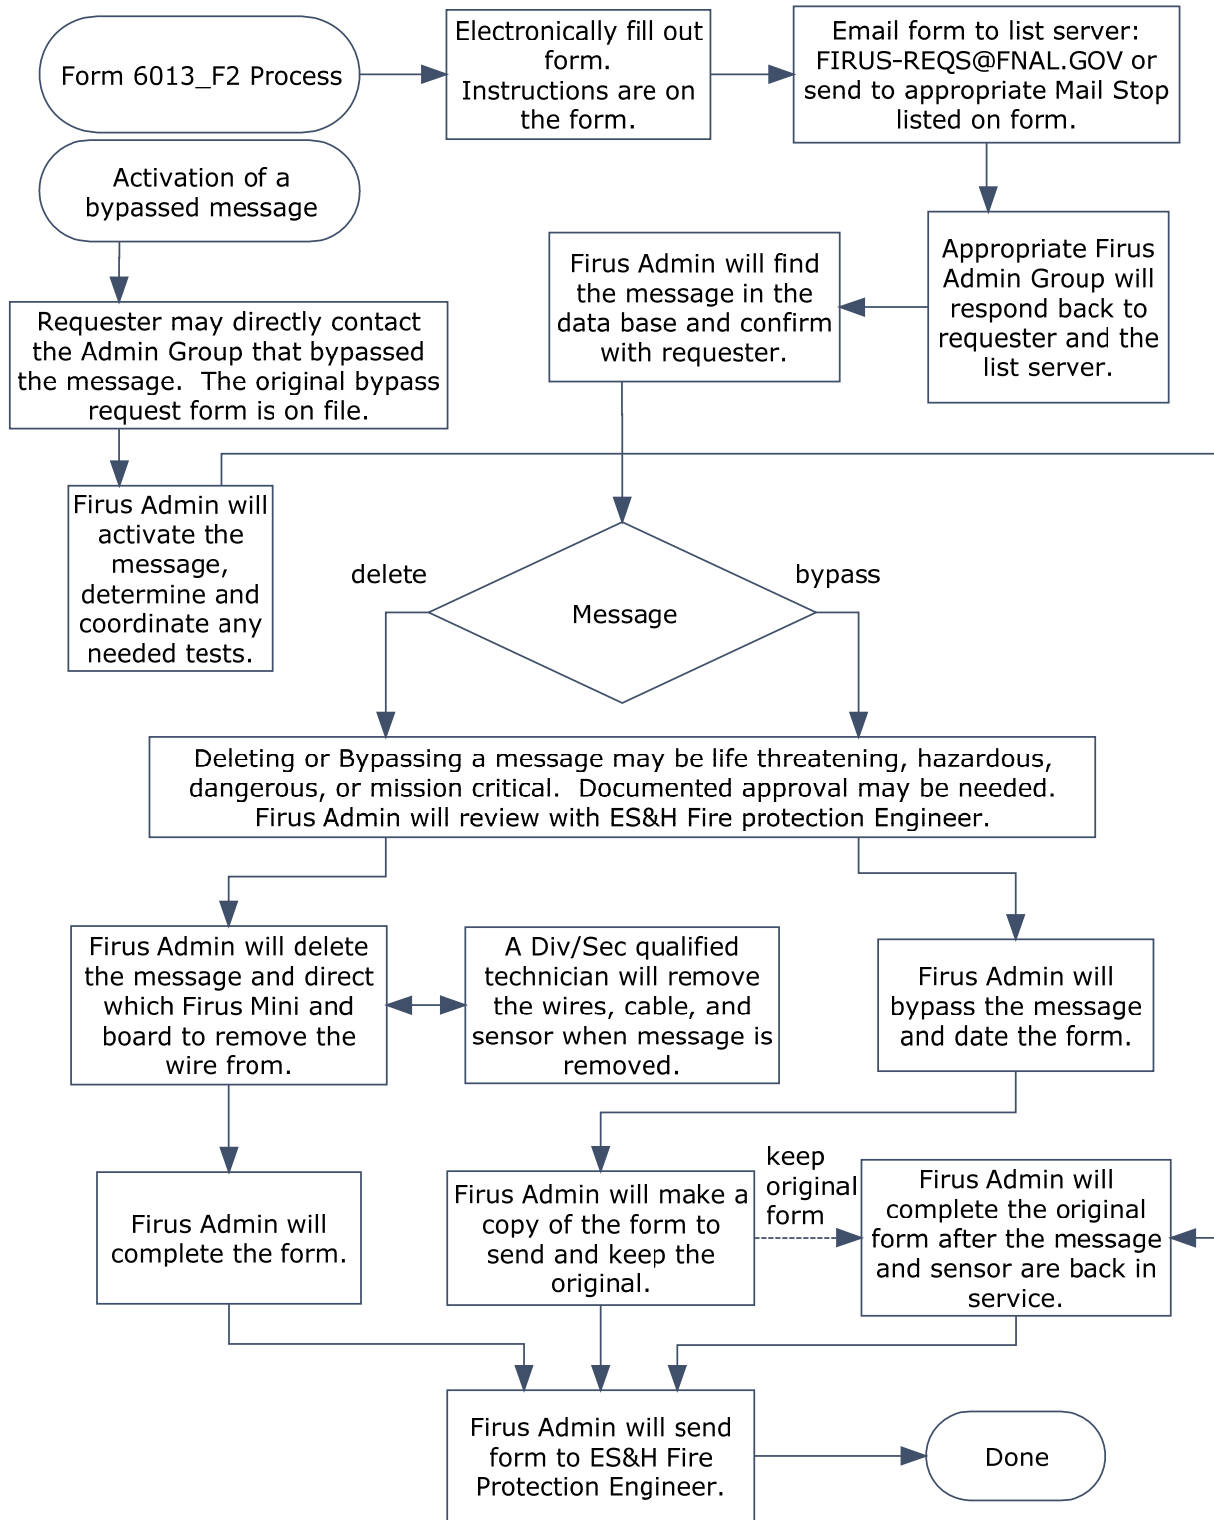 Form 6013_F2 Process
Electronically fill out
form.
Instructions are on
the form.
Email form to list server:
FIRUS-REQS@FNAL.GOV or
send to appropriate Mail Stop
listed on form.
Activation of a
bypassed message
Appropriate Firus
Admin Group will
respond back to
requester and the
list server.
Firus Admin will find
the message in the
data base and confirm
with requester.
Requester may directly contact
the Admin Group that bypassed
the message.  The original bypass
request form is on file.
Firus Admin will
activate the
message,
determine and
coordinate any
needed tests.
delete
bypass
Message
Deleting or Bypassing a message may be life threatening, hazardous,
dangerous, or mission critical.  Documented approval may be needed.
Firus Admin will review with ES&H Fire protection Engineer.
Firus Admin will delete
the message and direct
which Firus Mini and
board to remove the
wire from.
A Div/Sec qualified
technician will remove
the wires, cable, and
sensor when message is
removed.
Firus Admin will
bypass the message
and date the form.
Firus Admin will
complete the form.
Firus Admin will make a
copy of the form to
send and keep the
original.
keep
original
form
Firus Admin will
complete the original
form after the message
and sensor are back in
service.
Firus Admin will send
form to ES&H Fire
Protection Engineer.
Done